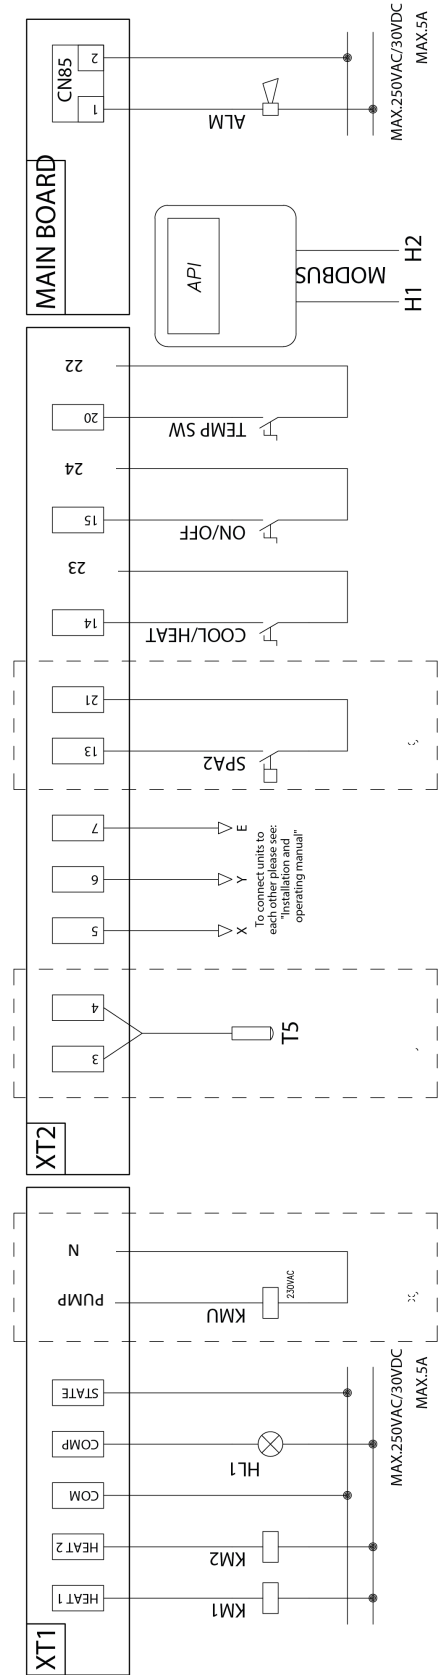 CN85
2
1
MAIN BOARD
ALM
MAX.250VAC/30VDC
MAX.5A
API
MODBUS
H2
H1
22
20
TEMP SW
24
15
ON/OFF
23
14
COOL/HEAT
21
13
SPA2
7
E
6
Y
5
X
To connect units to
each other please see:
"Installation and
operating manual"
4
3
T5
XT2
N
PUMP
KMU
230VAC
STATE
COMP
HL1
COM
HEAT 2
KM2
HEAT 1
KM1
XT1
MAX.250VAC/30VDC
MAX.5A